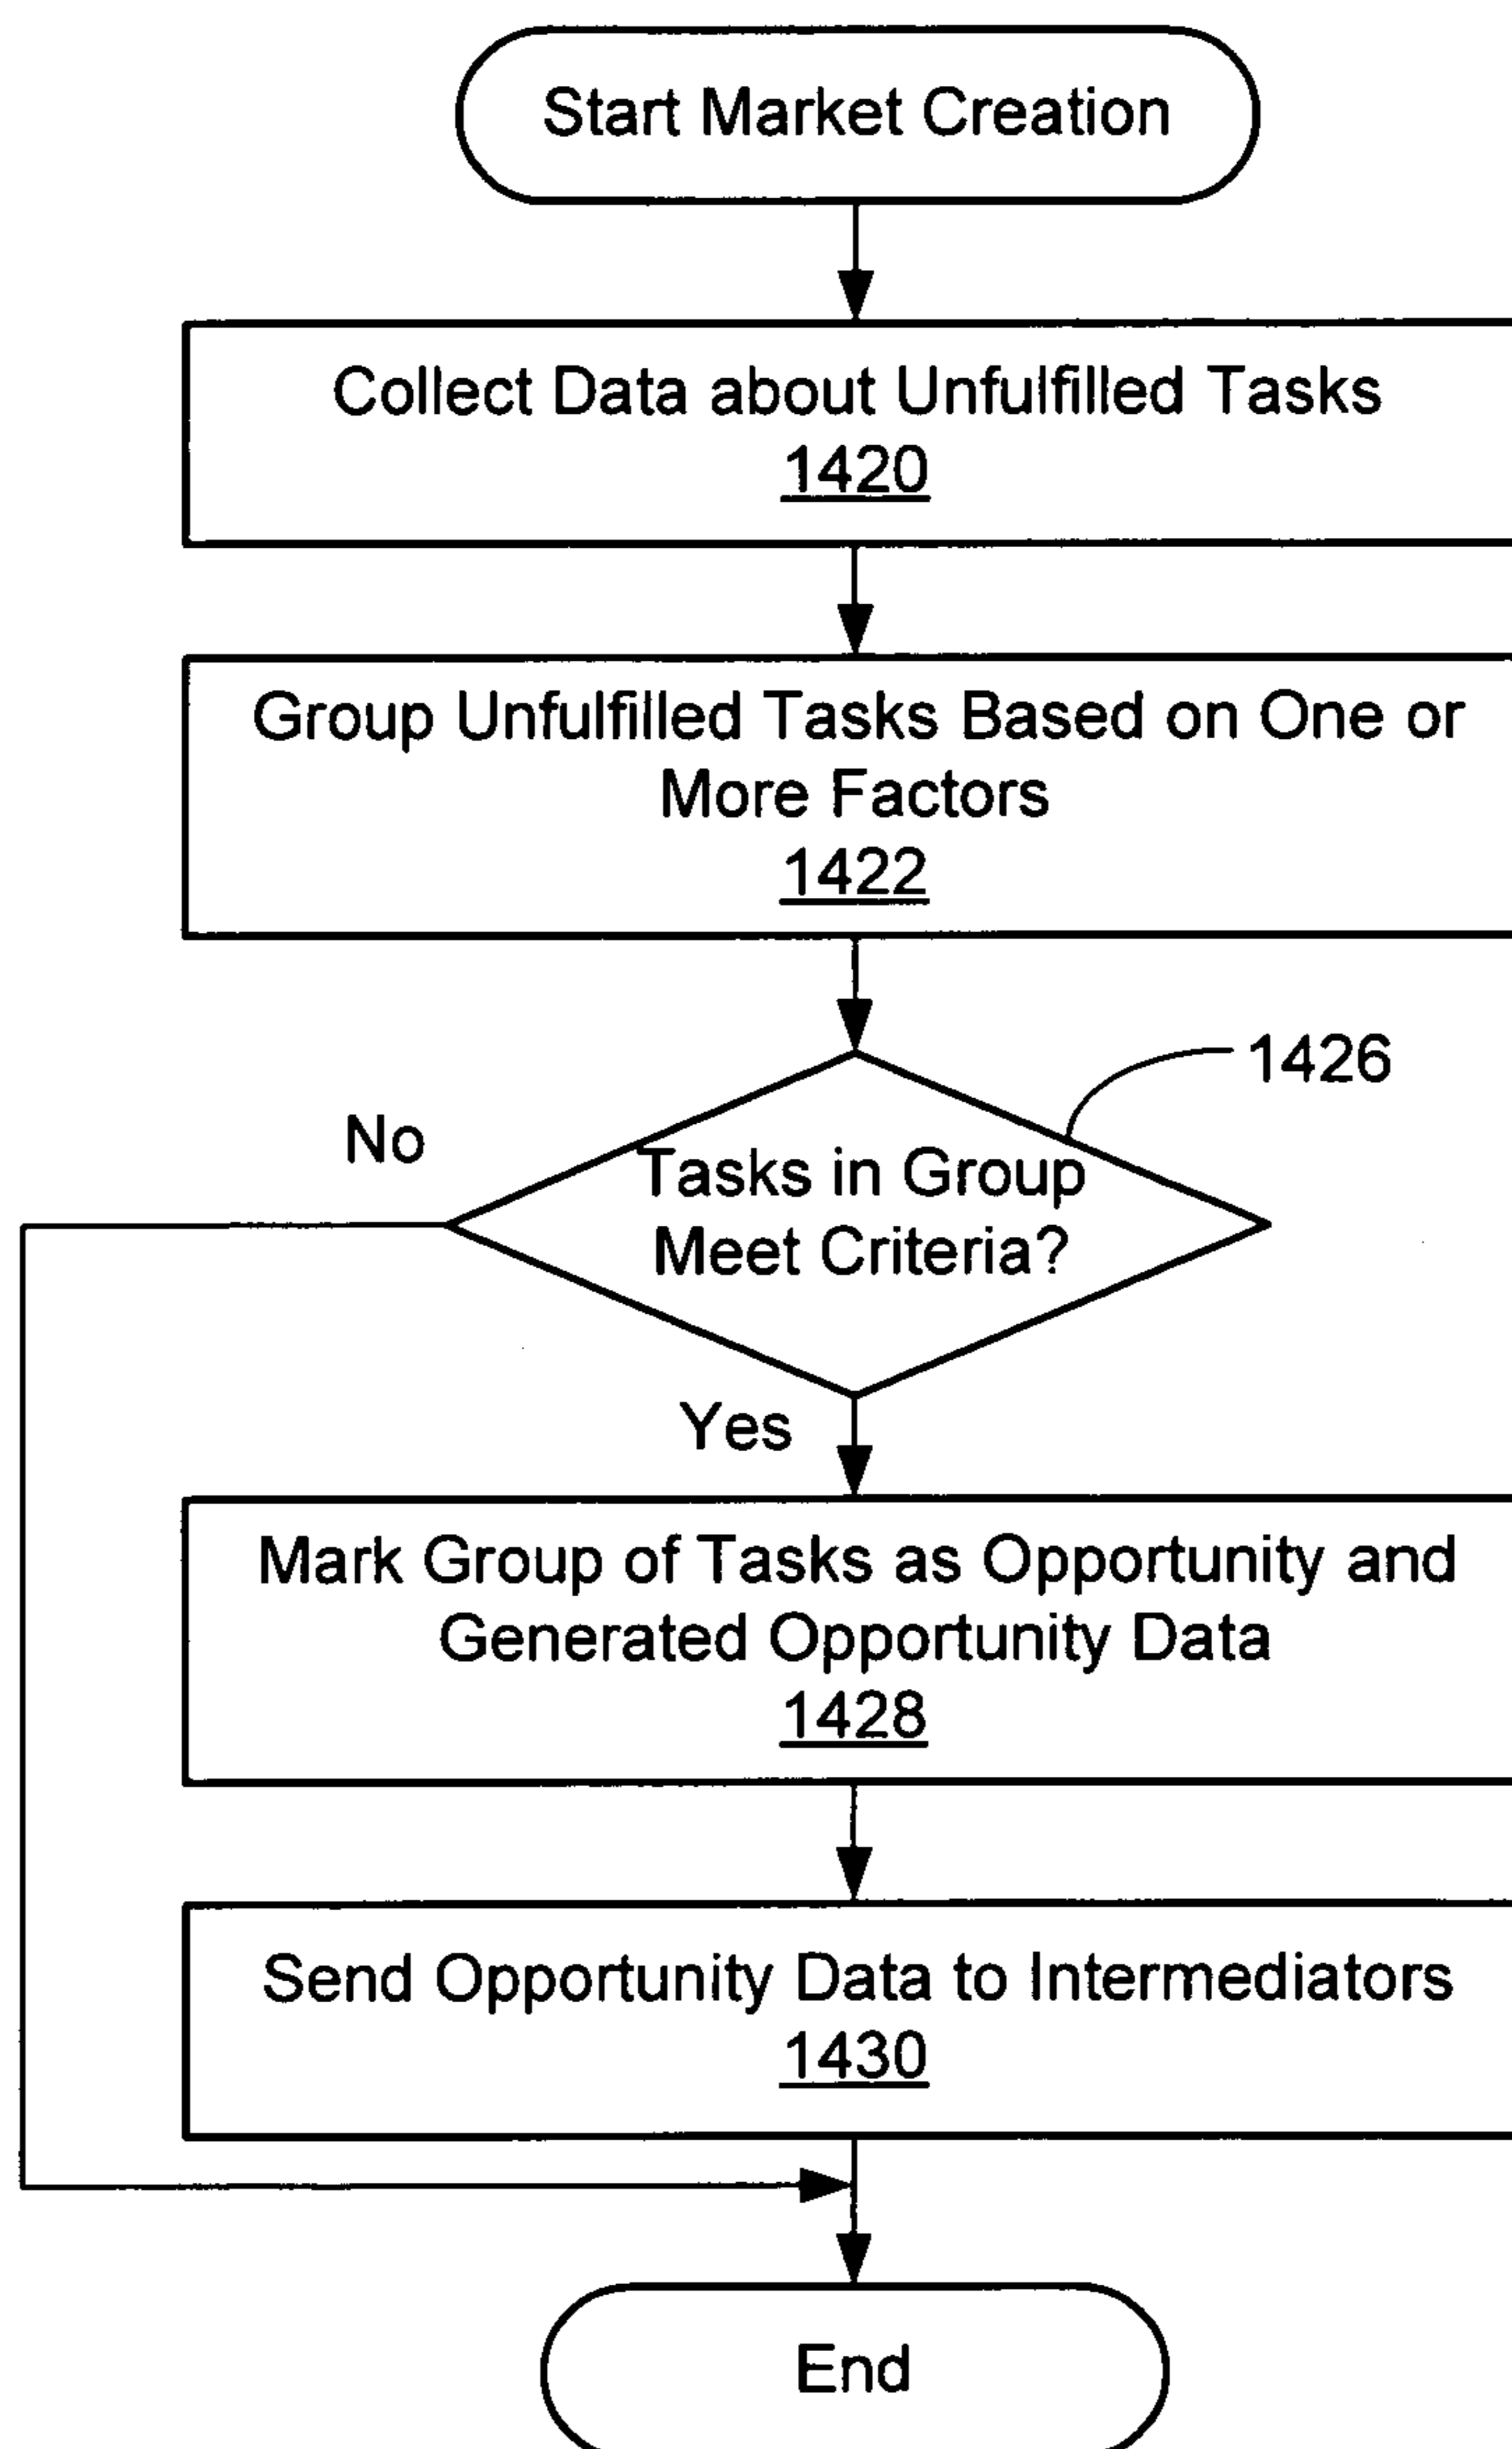 Start Market Creation
Collect Data about Unfulfilled Tasks
1420
Group Unfulfilled Tasks Based on One or
More Factors
1422
1426
No
Tasks in Group
Meet Criteria?
Yes
Mark Group of Tasks as Opportunity and
Generated Opportunity Data
1428
Send Opportunity Data to Intermediators
1430
End